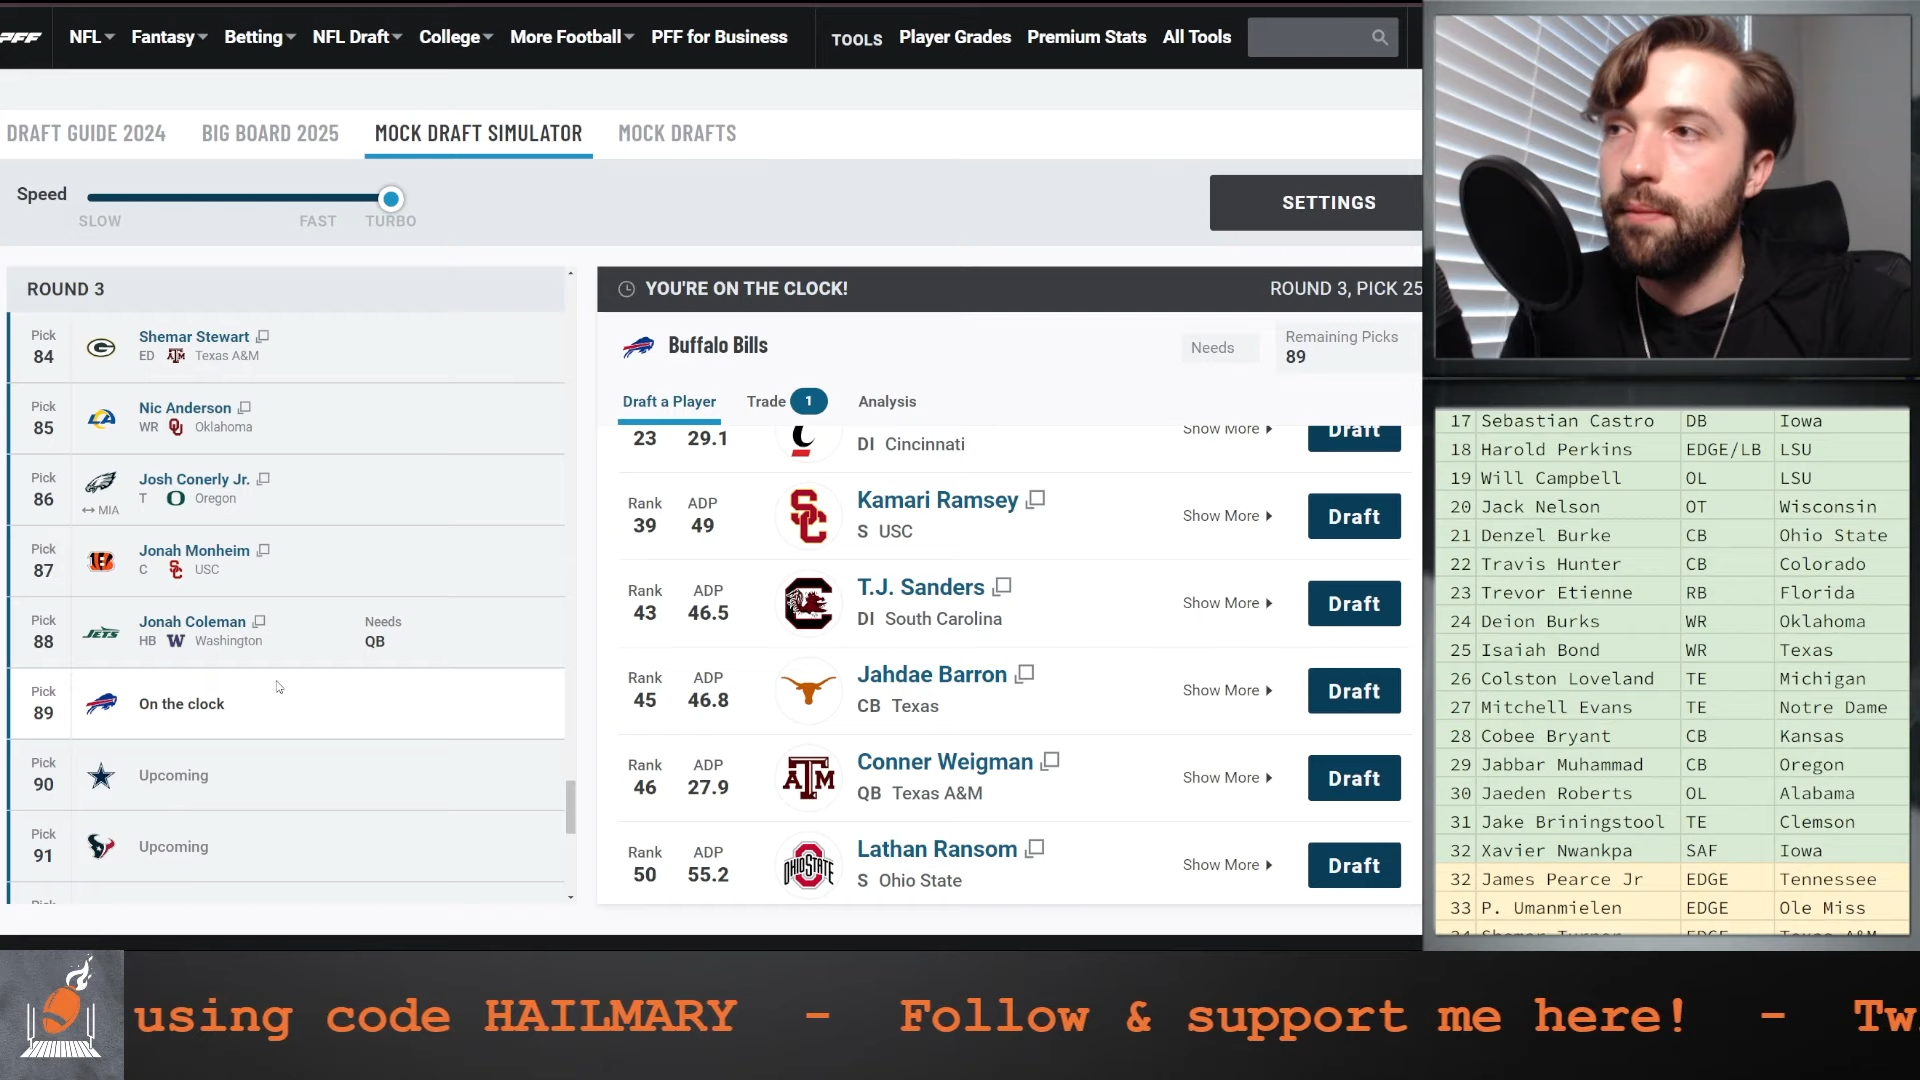 PFF NFL Fantasy Betting NFL Draft College More Football PFF for Business TOOLS Player Grades Premium Stats All Tools
DRAFT GUIDE 2024 BIG BOARD 2025 MOCK DRAFT SIMULATOR MOCK DRAFTS
Speed
SLOW FAST TURBO
SETTINGS
ROUND 3
Pick 84 Shemar Stewart
ED Texas A&M
Pick 85 Nic Anderson
WR Oklahoma
Pick 86 Josh Conerly Jr.
T Oregon
MIA
Pick 87 Jonah Monheim
C USC
Pick 88 JETS Jonah Coleman Needs
HB Washington QB
Pick 89 On the clock
Pick 90 Upcoming
Pick 91 Upcoming
YOU'RE ON THE CLOCK! ROUND 3, PICK 25
Buffalo Bills Needs Remaining Picks
89
Draft a Player Trade 1 Analysis
23 29.1 DI Cincinnati Show More Draft
Rank ADP Kamari Ramsey Show More Draft
39 49 S USC
Rank ADP T.J. Sanders Show More Draft
43 46.5 DI South Carolina
Rank ADP Jahdae Barron Show More Draft
45 46.8 CB Texas
Rank ADP Conner Weigman Show More Draft
46 27.9 QB Texas A&M
Rank ADP Lathan Ransom Show More Draft
50 55.2 OHIO STATE S Ohio State
17 Sebastian Castro DB Iowa
18 Harold Perkins EDGE/LB LSU
19 Will Campbell OL LSU
20 Jack Nelson OT Wisconsin
21 Denzel Burke CB Ohio State
22 Travis Hunter CB Colorado
23 Trevor Etienne RB Florida
24 Deion Burks WR Oklahoma
25 Isaiah Bond WR Texas
26 Colston Loveland TE Michigan
27 Mitchell Evans TE Notre Dame
28 Cobee Bryant CB Kansas
29 Jabbar Muhammad CB Oregon
30 Jaeden Roberts OL Alabama
31 Jake Briningstool TE Clemson
32 Xavier Nwankpa SAF Iowa
32 James Pearce Jr EDGE Tennessee
33 P. Umanmielen EDGE Ole Miss
using code HAILMARY - Follow & support me here! - Tw